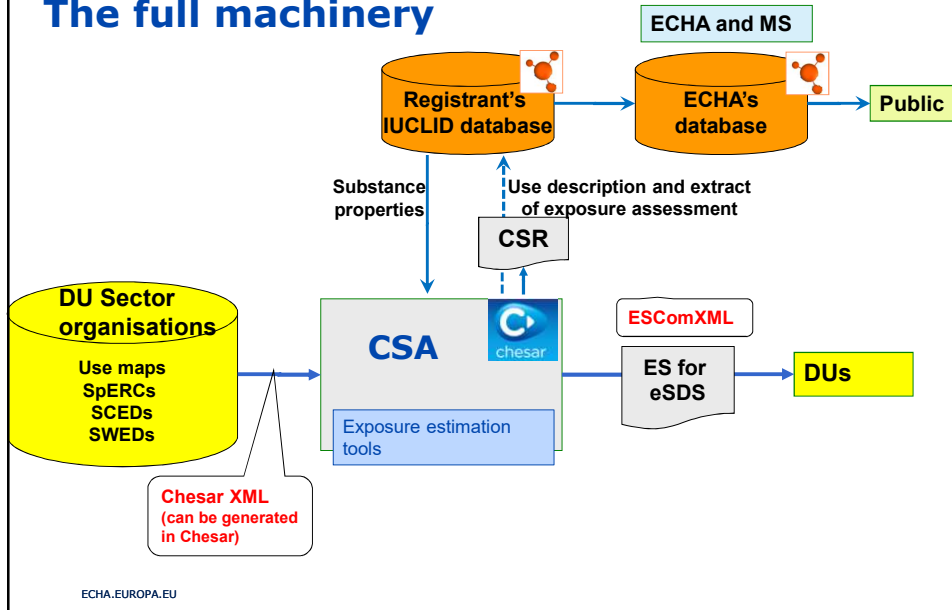 The full machinery
ECHA and MS
Registrant's
IUCLID database
ECHA's
database
Public
Substance
properties
Use description and extract
of exposure assessment
CSR
DU Sector
organisations
Use maps
SpERCs
SCEDs
SWEDs
CSA
chesar
Exposure estimation
tools
ESComXML
ES for
eSDS
DUs
Chesar XML
(can be generated
in Chesar)
ECHA.EUROPA.EU